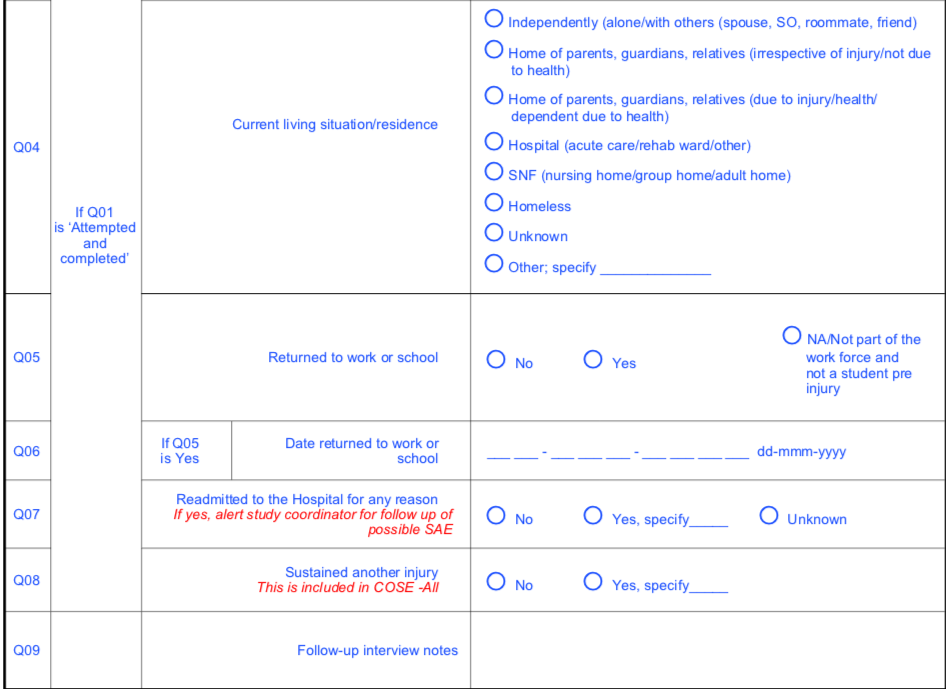 Q04
If Q01
is ‘Attempted
and
completed’
Current living situation/residence
Independently (alone/with others (spouse, SO, roommate, friend)
Home of parents, guardians, relatives (irrespective of injury/not due
to health)
Home of parents, guardians, relatives (due to injury/health/
dependent due to health)
Hospital (acute care/rehab ward/other)
SNF (nursing home/group home/adult home)
Homeless
Unknown
Other; specify ______________
Q05
Returned to work or school
No
Yes
NA/Not part of the
work force and
not a student pre
injury
Q06
If Q05
is Yes
Date returned to work or
school
___ ___ - ___ ___ ___ - ___ ___ ___ ___ dd-mmm-yyyy
Q07
Readmitted to the Hospital for any reason
If yes, alert study coordinator for follow up of
possible SAE
No
Yes, specify_____
Unknown
Q08
Sustained another injury
This is included in COSE -All
No
Yes, specify_____
Q09
Follow-up interview notes